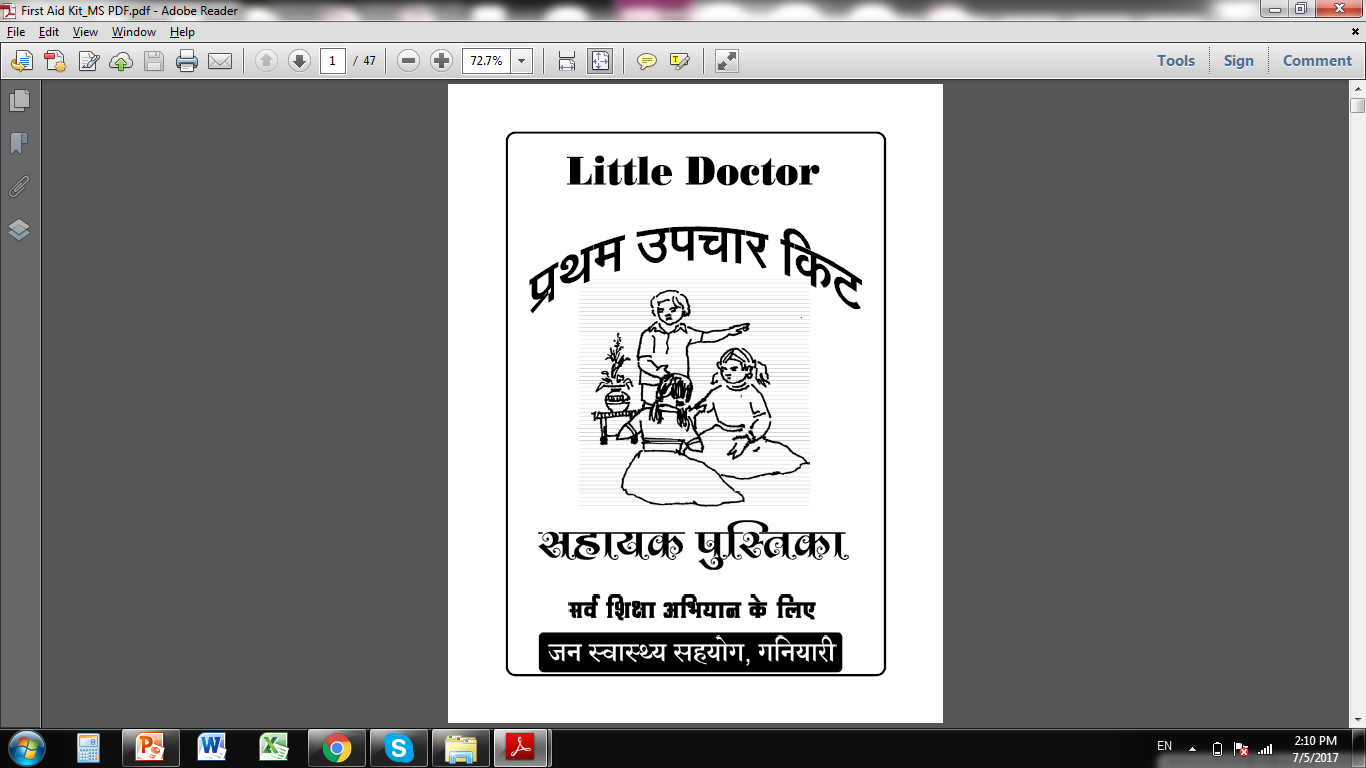 First Aid Kit_MS PDF.pdf - Adobe Reader
File Edit View Window Help
1 / 47 72.7% Tools Sign Comment
Little Doctor
प्रथम उपचार किट
सहायक पुस्तिका
सर्व शिक्षा अभियान के लिए
जन स्वास्थ्य सहयोग, गनियारी
EN 2:10 PM
7/5/2017